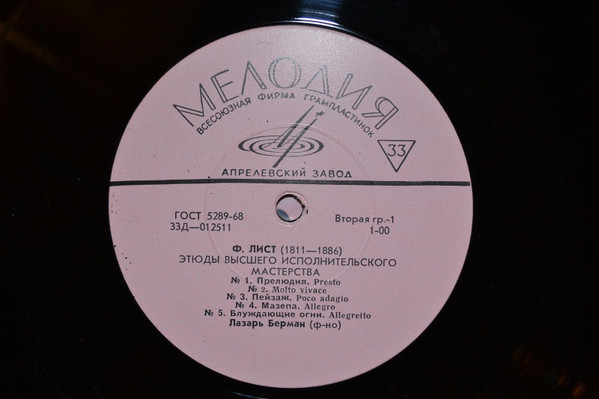 МЕЛОДИЯ
ВСЕСОЮЗНАЯ ФИРМА ГРАМПЛАСТИНОК
33
АПРЕЛЕВСКИЙ ЗАВОД
ГОСТ 5289-68
Вторая гр.-1
33Д—012511
1-00
Ф. ЛИСТ (1811—1886)
ЭТЮДЫ ВЫСШЕГО ИСПОЛНИТЕЛЬСКОГО
МАСТЕРСТВА
№ 1. Прелюдия. Presto
№ 2. Molto vivace
№ 3. Пейзаж. Poco adagio
№ 4. Мазепа. Allegro
№ 5. Блуждающие огни. Allegretto
Лазарь Берман (ф-но)